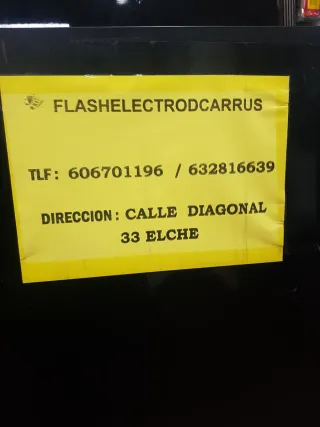 FLASHELECTRODCARRUS
TLF: 606701196 / 632816639
DIRECCION: CALLE DIAGONAL
33 ELCHE